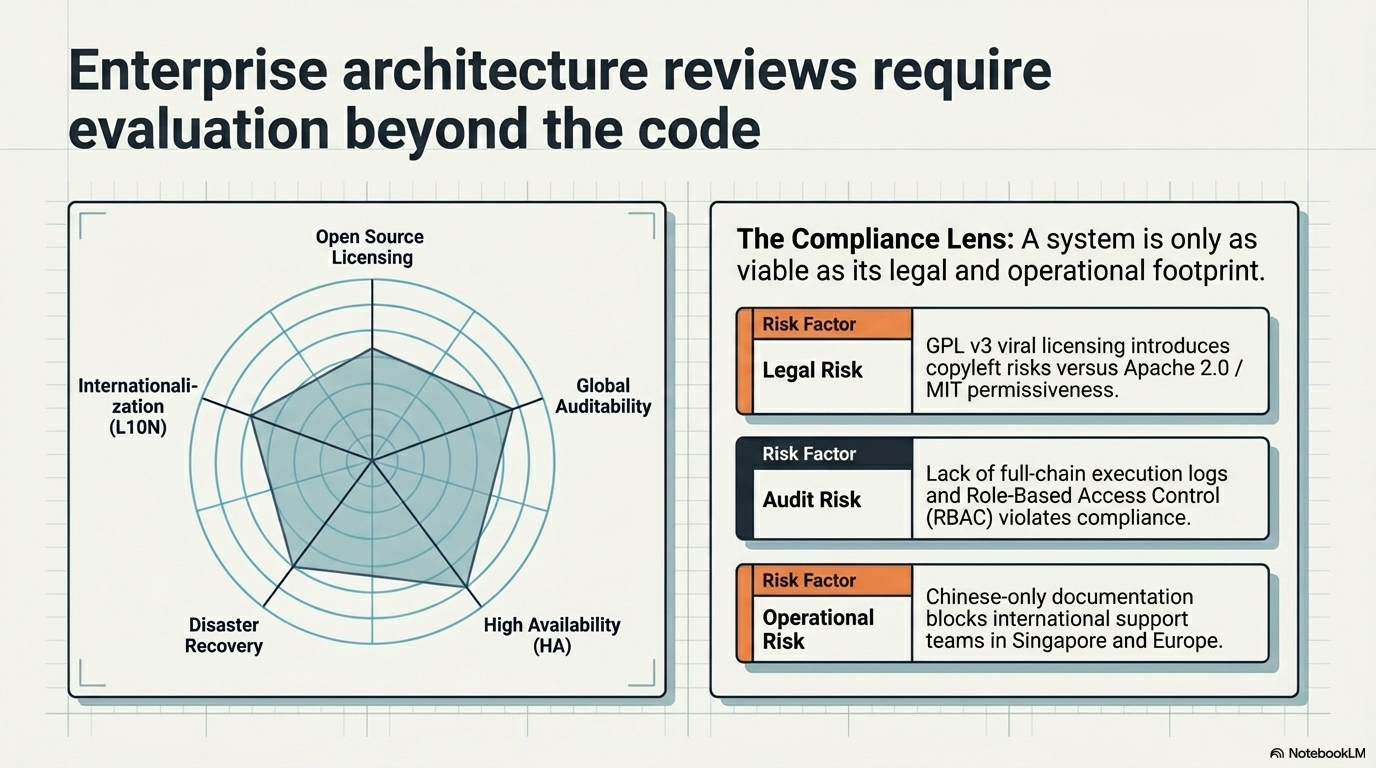 Enterprise architecture reviews require
evaluation beyond the code
Open Source
Licensing
Global
Auditability
High Availability
(HA)
Disaster
Recovery
Internationali-
zation
(L10N)
The Compliance Lens: A system is only as
viable as its legal and operational footprint.
Risk Factor
Legal Risk
GPL v3 viral licensing introduces
copyleft risks versus Apache 2.0 /
MIT permissiveness.
Risk Factor
Audit Risk
Lack of full-chain execution logs
and Role-Based Access Control
(RBAC) violates compliance.
Risk Factor
Operational
Risk
Chinese-only documentation
blocks international support
teams in Singapore and Europe.
NotebookLM